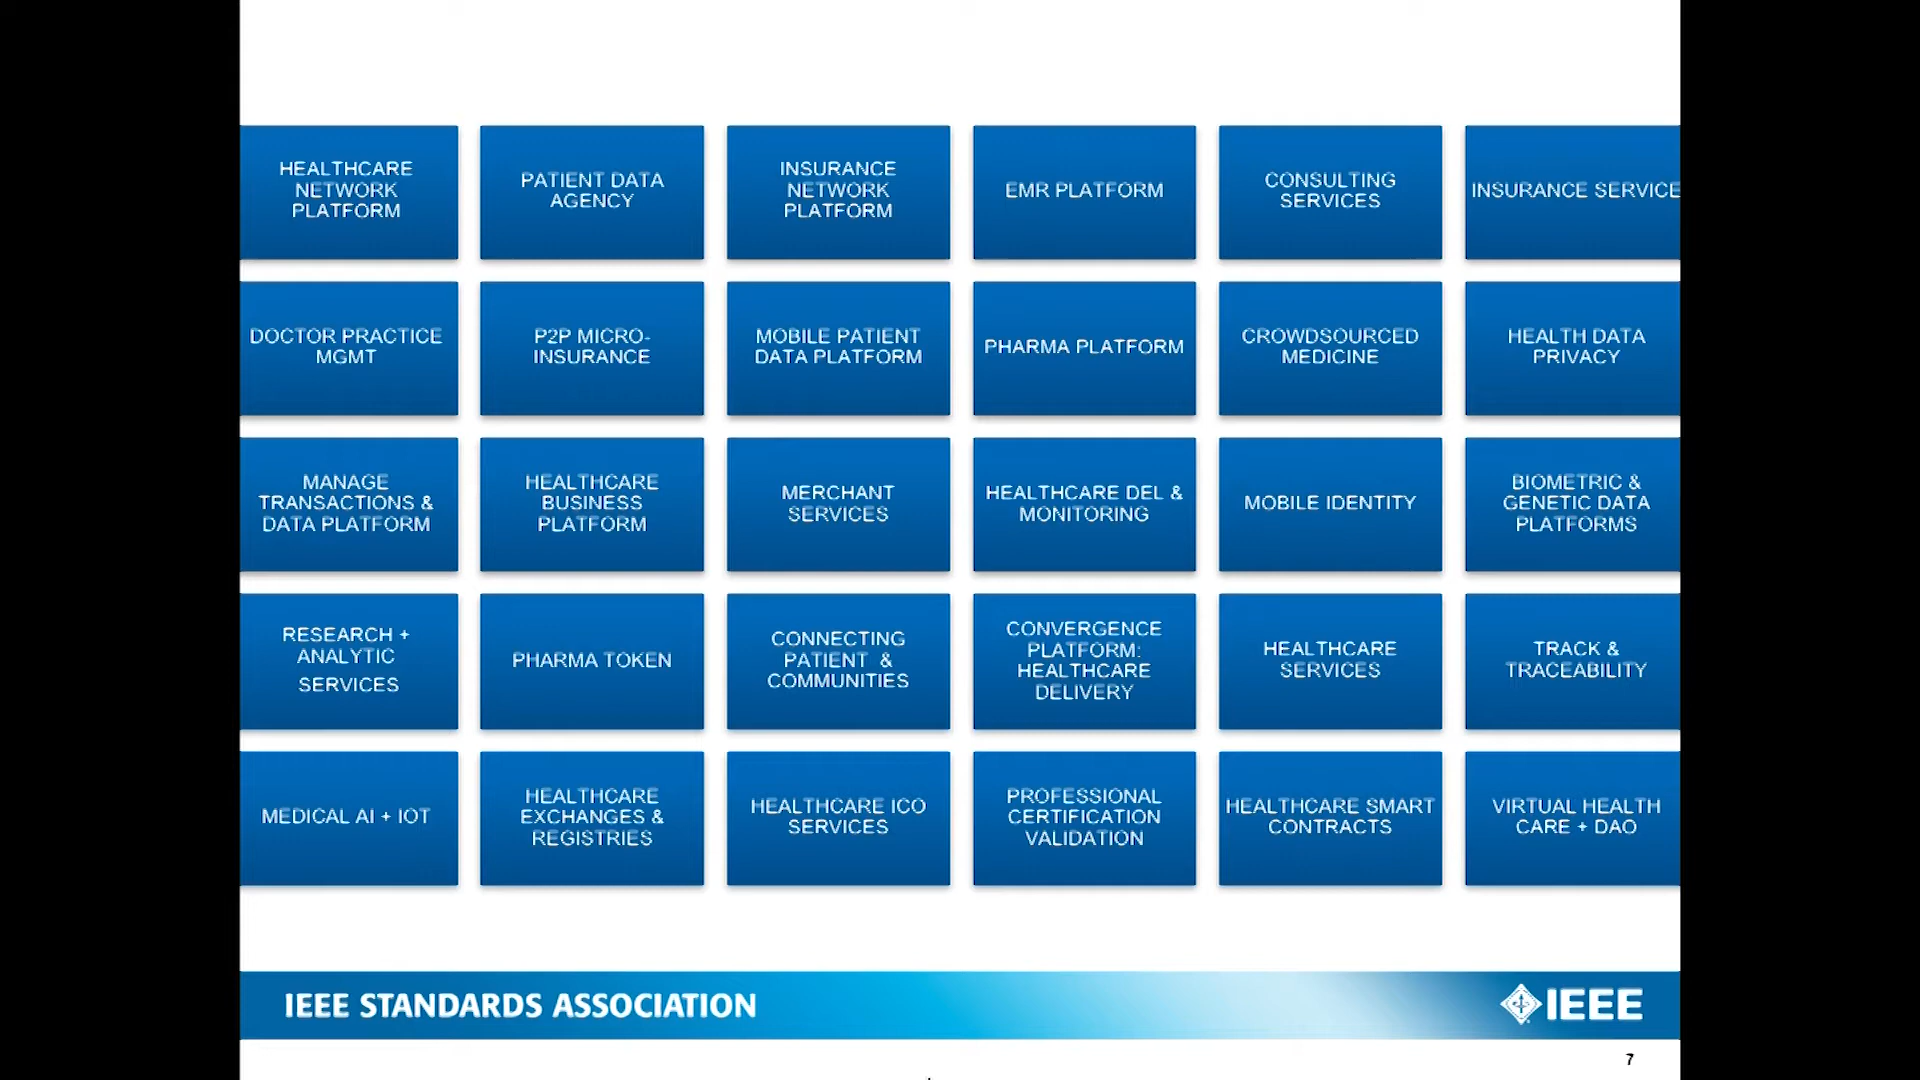 HEALTHCARE
NETWORK
PLATFORM
PATIENT DATA
AGENCY
INSURANCE
NETWORK
PLATFORM
EMR PLATFORM
CONSULTING
SERVICES
INSURANCE SERVICE
DOCTOR PRACTICE
MGMT
P2P MICRO-
INSURANCE
MOBILE PATIENT
DATA PLATFORM
PHARMA PLATFORM
CROWDSOURCED
MEDICINE
HEALTH DATA
PRIVACY
MANAGE
TRANSACTIONS &
DATA PLATFORM
HEALTHCARE
BUSINESS
PLATFORM
MERCHANT
SERVICES
HEALTHCARE DEL &
MONITORING
MOBILE IDENTITY
BIOMETRIC &
GENETIC DATA
PLATFORMS
RESEARCH +
ANALYTIC
SERVICES
PHARMA TOKEN
CONNECTING
PATIENT &
COMMUNITIES
CONVERGENCE
PLATFORM:
HEALTHCARE
DELIVERY
HEALTHCARE
SERVICES
TRACK &
TRACEABILITY
MEDICAL AI + IOT
HEALTHCARE
EXCHANGES &
REGISTRIES
HEALTHCARE ICO
SERVICES
PROFESSIONAL
CERTIFICATION
VALIDATION
HEALTHCARE SMART
CONTRACTS
VIRTUAL HEALTH
CARE + DAO
IEEE STANDARDS ASSOCIATION
IEEE
7